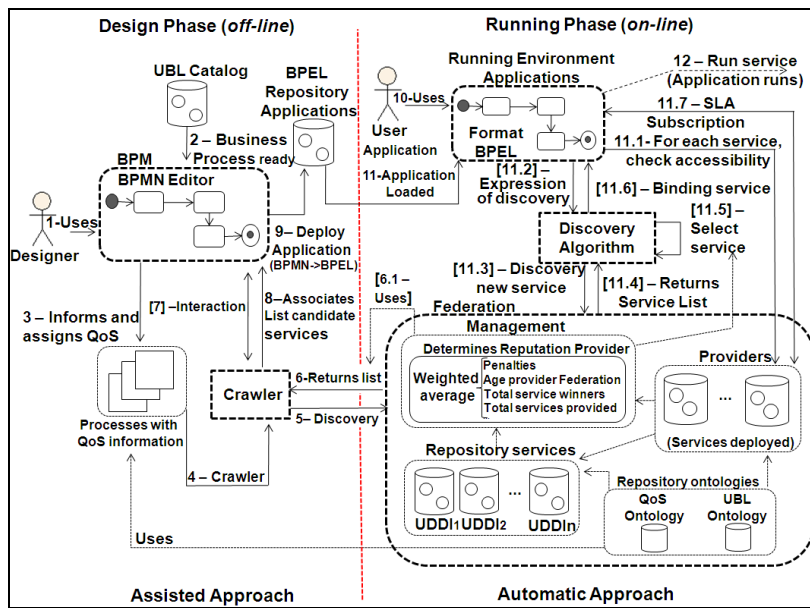 Design Phase (off-line)
Running Phase (on-line)
UBL Catalog
BPEL
Repository
Applications
Running Environment
Applications
12 – Run service
(Application runs)
10-Uses
User
Application
2 – Business
Process ready
BPM
BPMN Editor
Format
BPEL
11.7 – SLA
Subscription
11.1- For each service,
check accessibility
11-Application
Loaded
[11.2] –
Expression
of discovery
[11.6] – Binding service
1-Uses
Designer
9– Deploy
Application
(BPMN->BPEL)
Discovery
Algorithm
[11.5] –
Select
service
3 – Informs and
assigns QoS
[7] –Interaction
8–Associates
List candidate
services
[6.1 –
Uses]
[11.3] – Discovery
new service
[11.4] – Returns
Service List
Federation
Management
Determines Reputation Provider
Weighted
average
Penalties
Age provider Federation
Total service winners
Total services provided
Providers
...
(Services deployed)
Crawler
6-Returns list
5– Discovery
Processes with
QoS information
4 – Crawler
Repository services
...
UDDI1 UDDI2 UDDIn
Repository ontologies
QoS
Ontology
UBL
Ontology
Uses
Assisted Approach
Automatic Approach